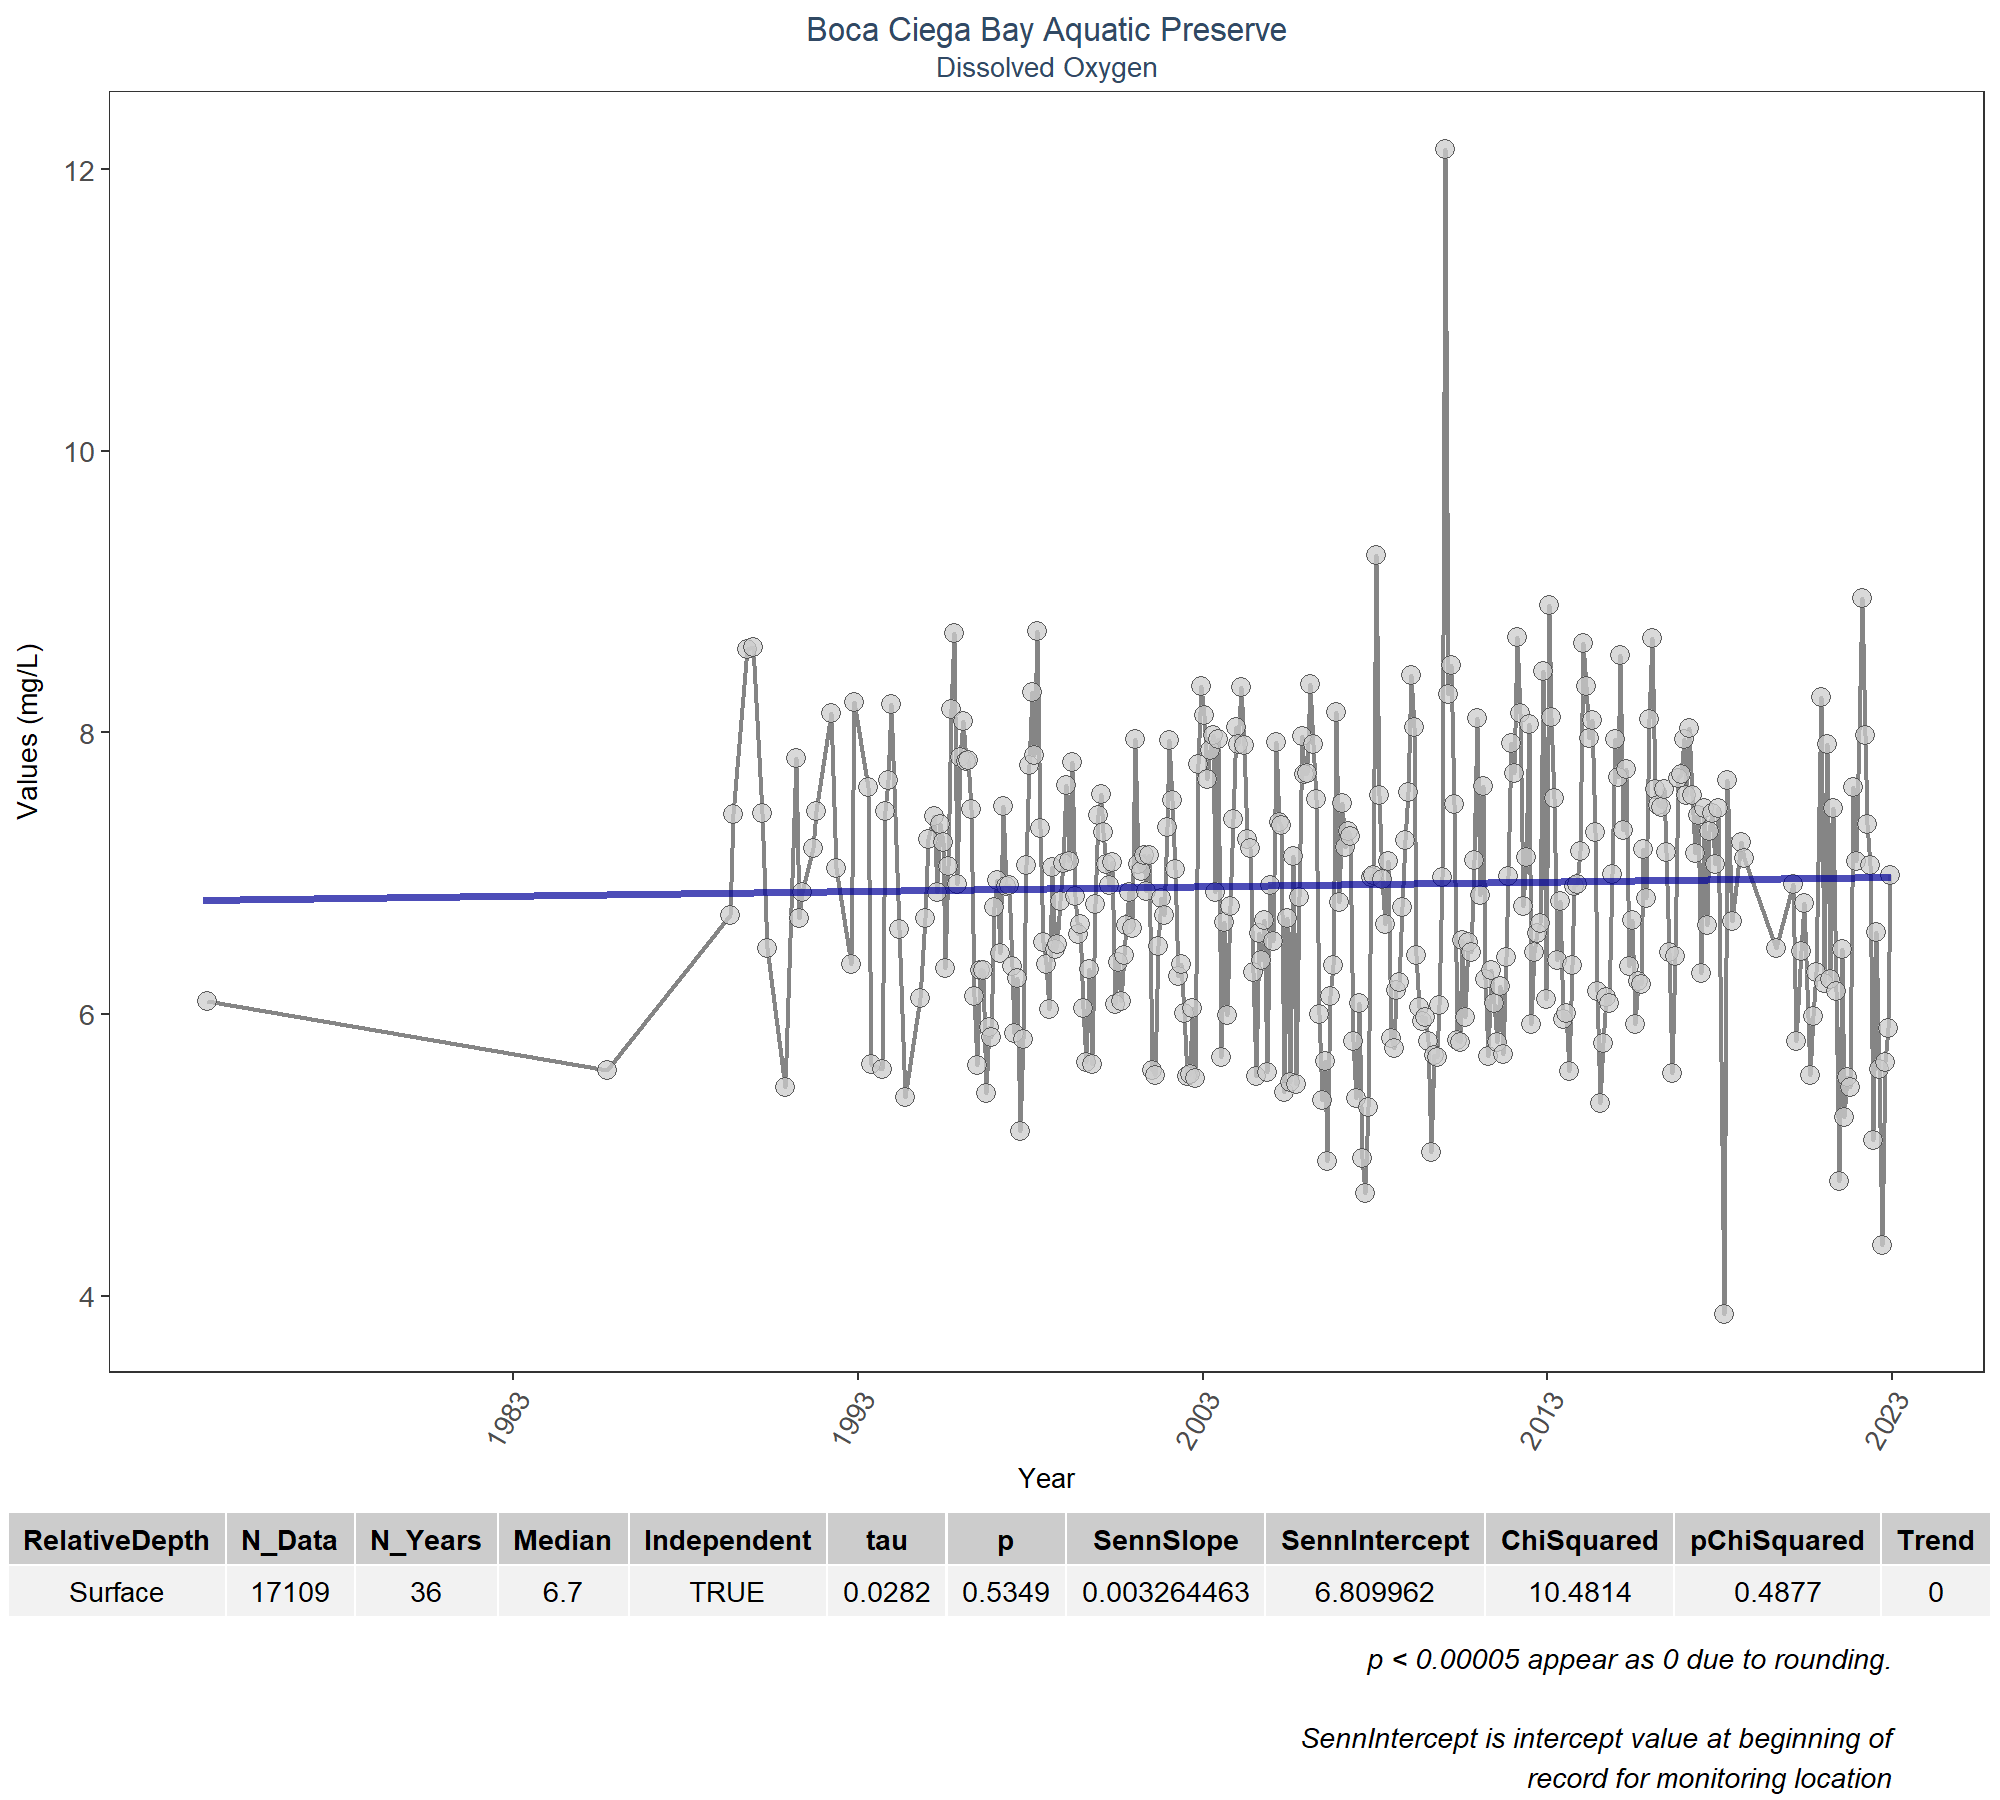 Boca Ciega Bay Aquatic Preserve
Dissolved Oxygen
Values (mg/L)
12
10
8
6
4
1983
1993
2003
2013
2023
Year
RelativeDepth N_Data N_Years Median Independent tau p SennSlope SennIntercept ChiSquared pChiSquared Trend
Surface 17109 36 6.7 TRUE 0.0282 0.5349 0.003264463 6.809962 10.4814 0.4877 0
p < 0.00005 appear as 0 due to rounding.
SennIntercept is intercept value at beginning of
record for monitoring location